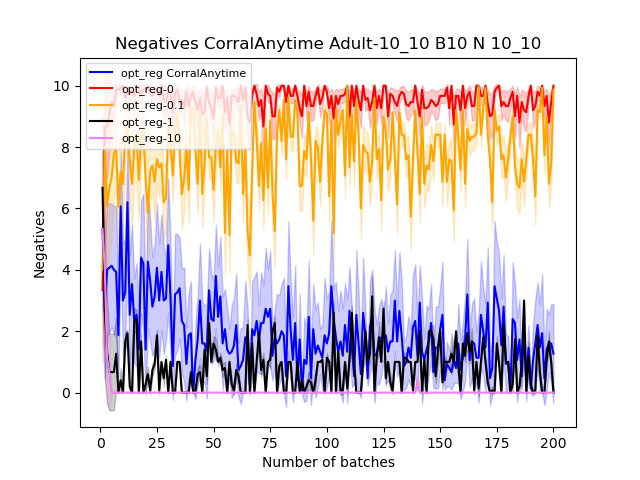 Negatives CorralAnytime Adult-10_10 B10 N 10_10
opt_reg CorralAnytime
opt_reg-0
opt_reg-0.1
opt_reg-1
opt_reg-10
Negatives
10
8
6
4
2
0
0 25 50 75 100 125 150 175 200
Number of batches